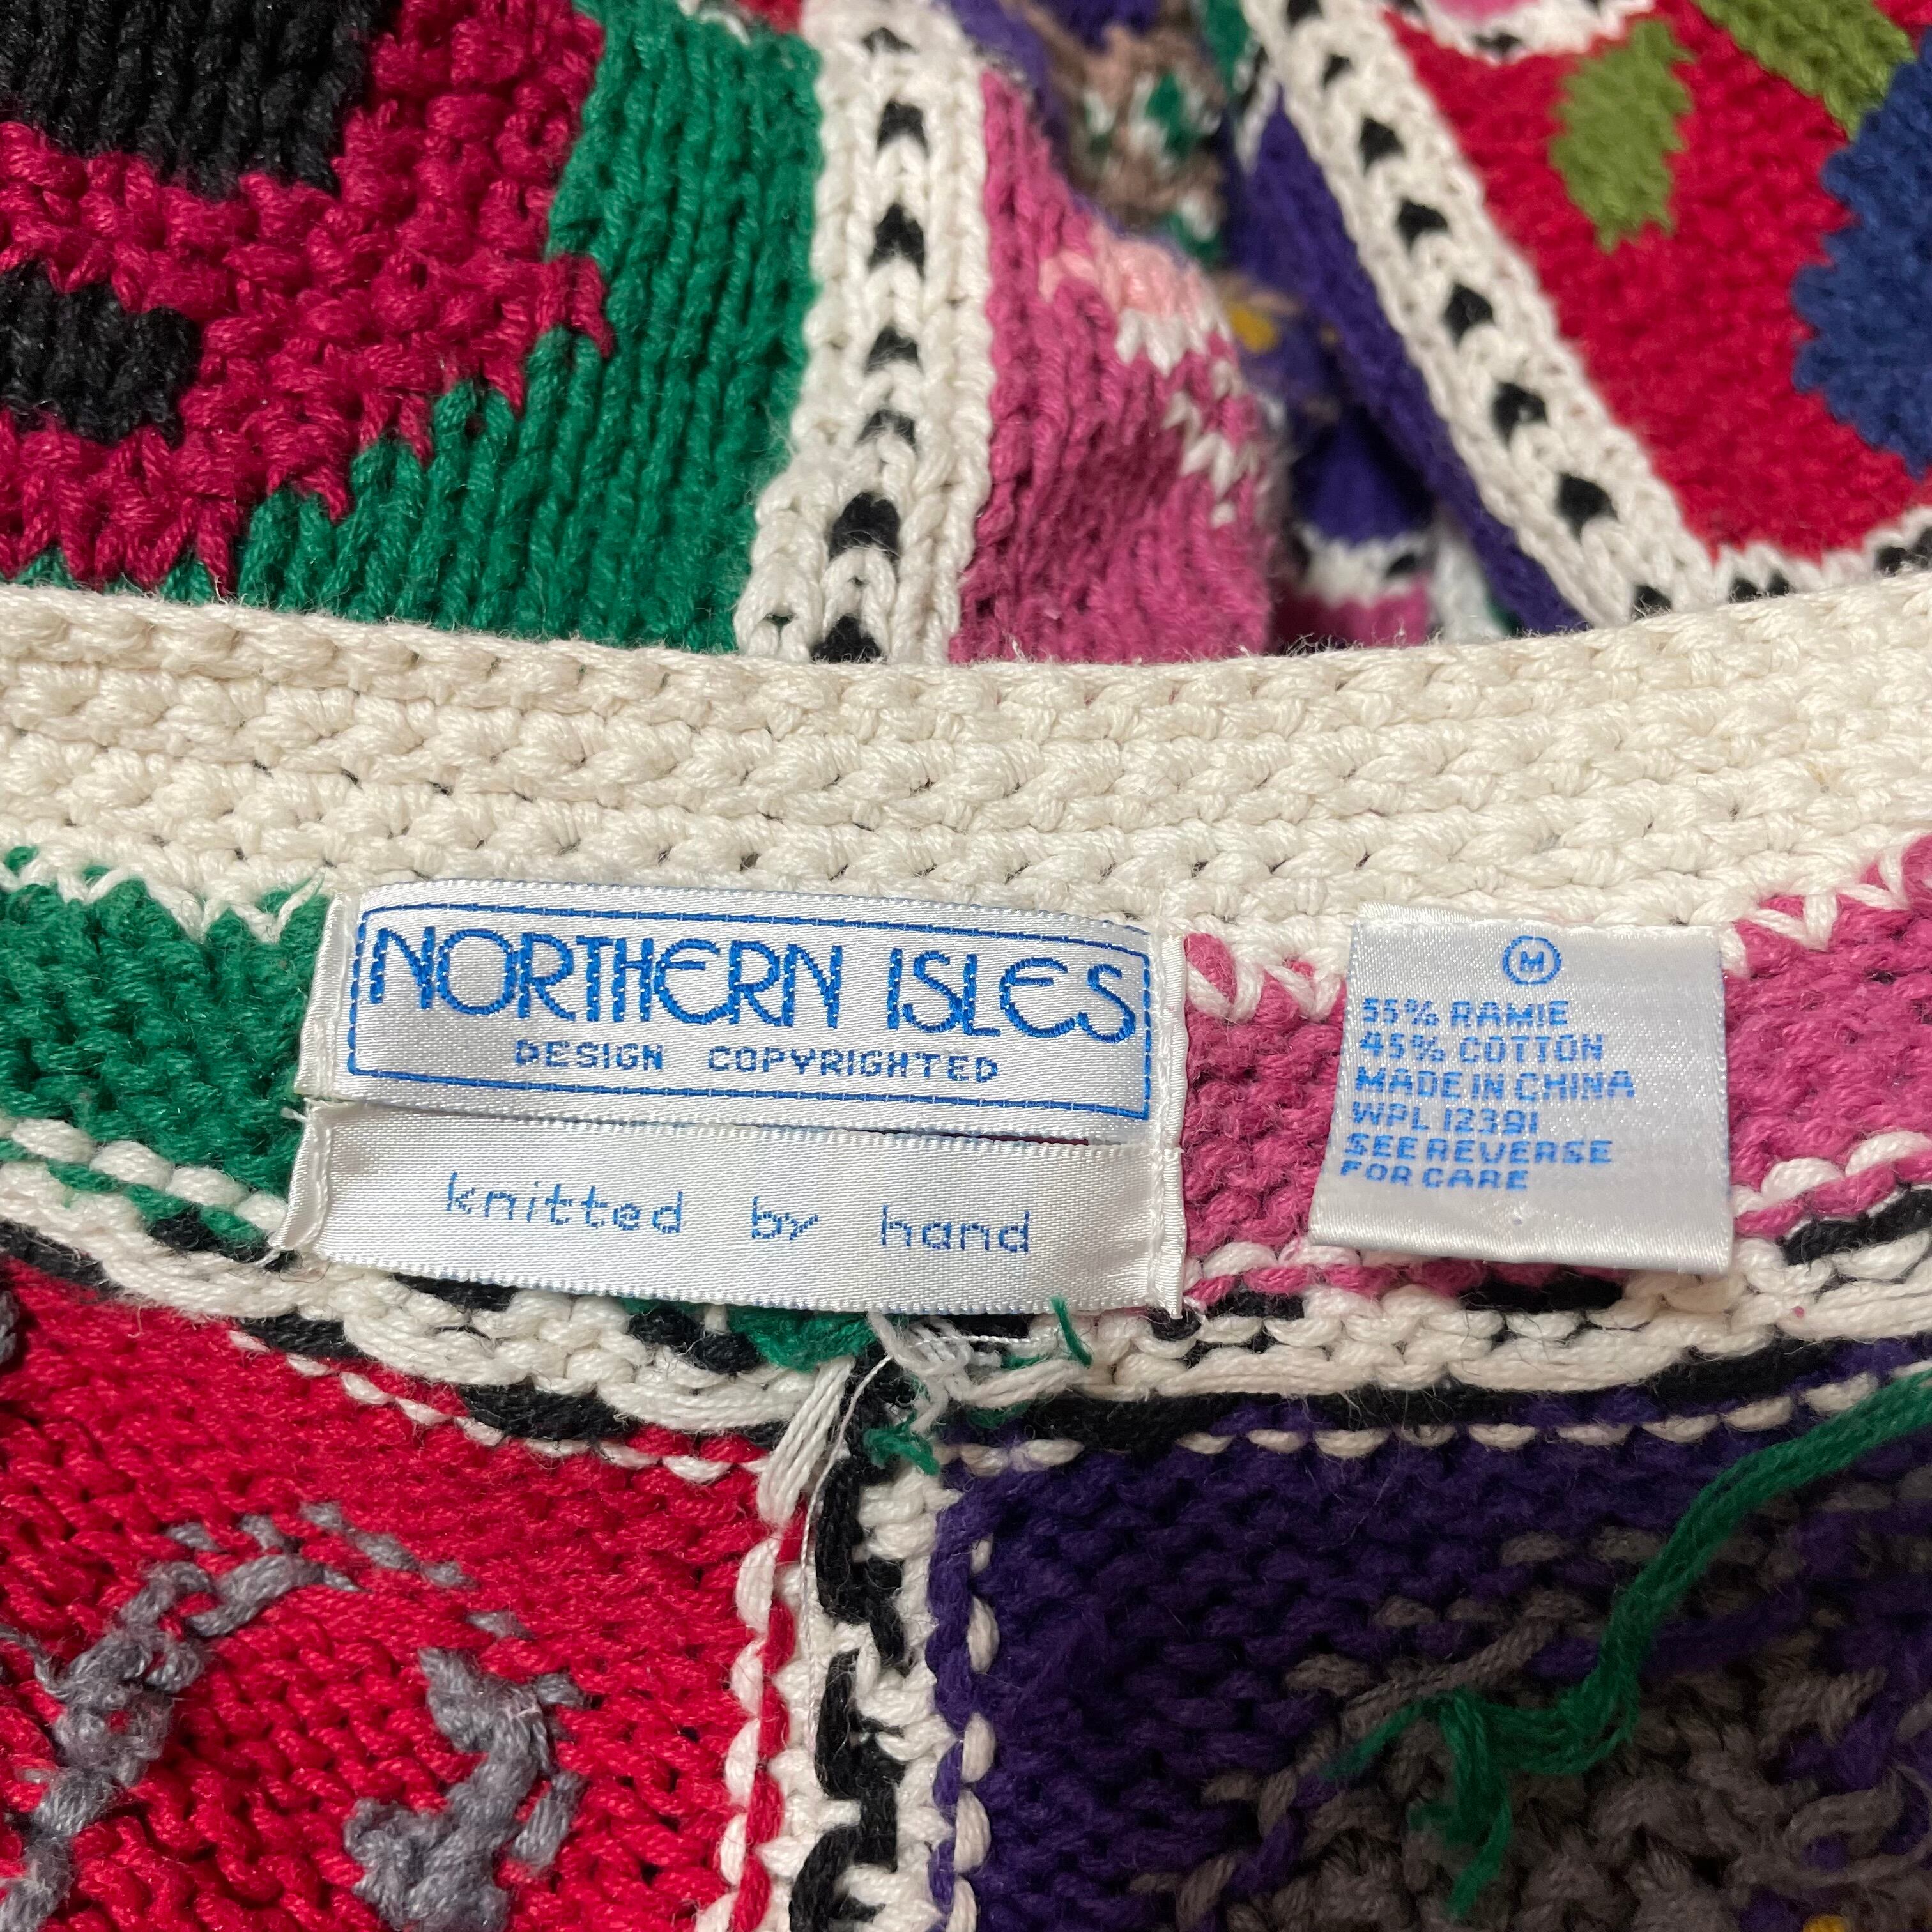 NORTHERN ISLES
DESIGN COPYRIGHTED
knitted by hand
M
55% RAMIE
45% COTTON
MADE IN CHINA
WPL 12391
SEE REVERSE
FOR CARE